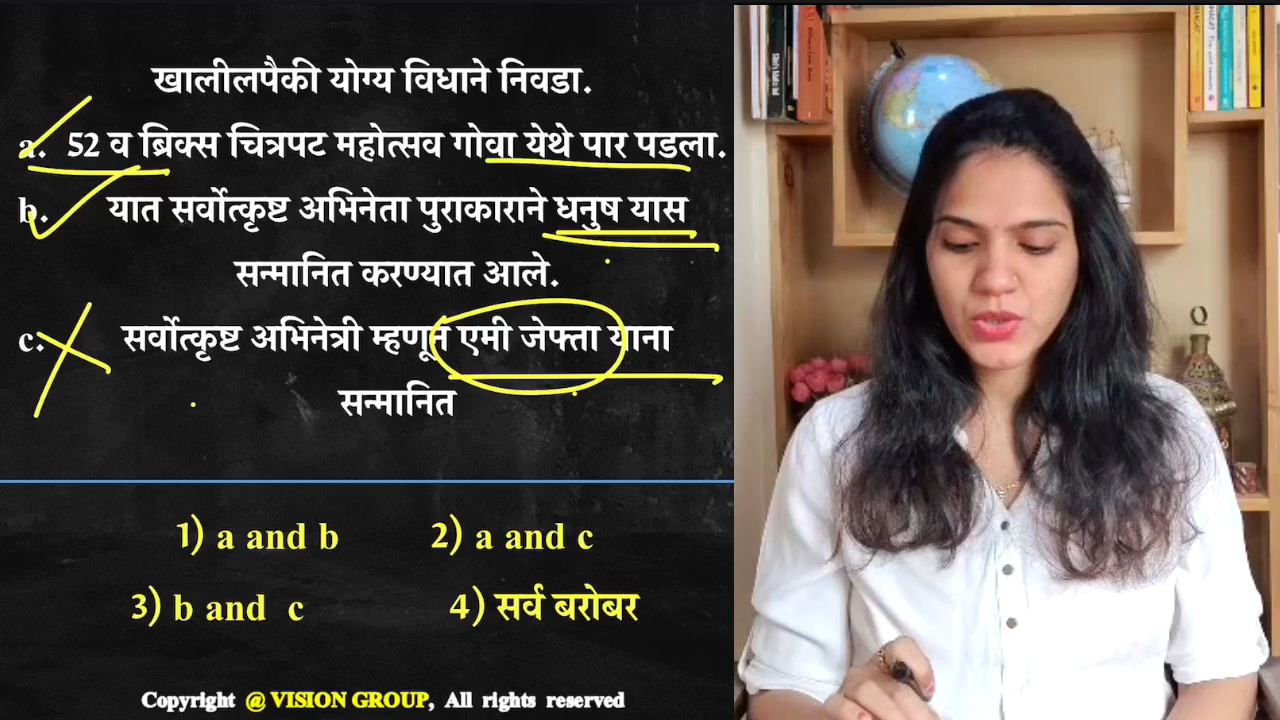 खालीलपैकी योग्य विधाने निवडा.
a. 52 व ब्रिक्स चित्रपट महोत्सव गोवा येथे पार पडला.
b. यात सर्वोत्कृष्ट अभिनेता पुराकाराने धनुष यास
सन्मानित करण्यात आले.
c. सर्वोत्कृष्ट अभिनेत्री म्हणून एमी जेफ्ता याना
सन्मानित
1) a and b 2) a and c
3) b and c 4) सर्व बरोबर
Copyright @ VISION GROUP, All rights reserved